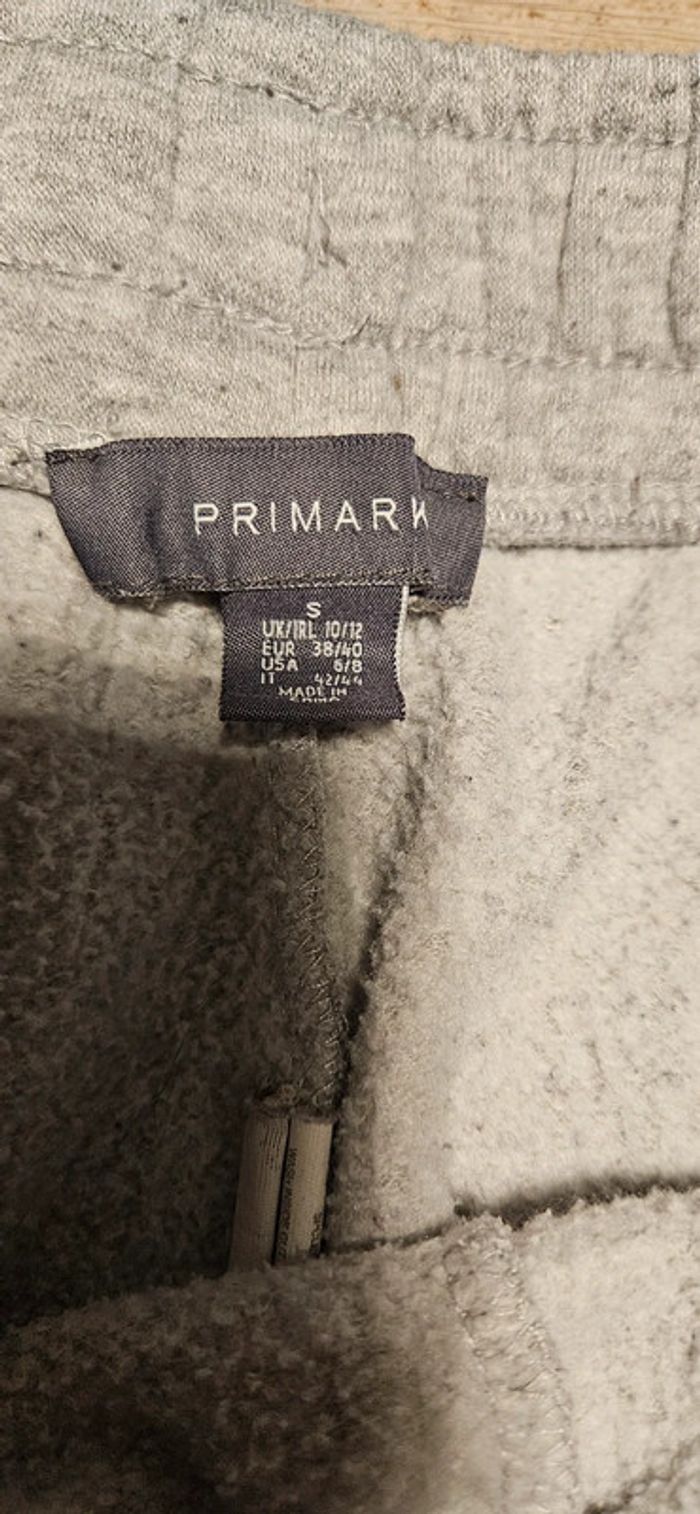 PRIMARK
S
UK/IRL 10/12
EUR 38/40
USA 6/8
IT 42/44
MADE IN